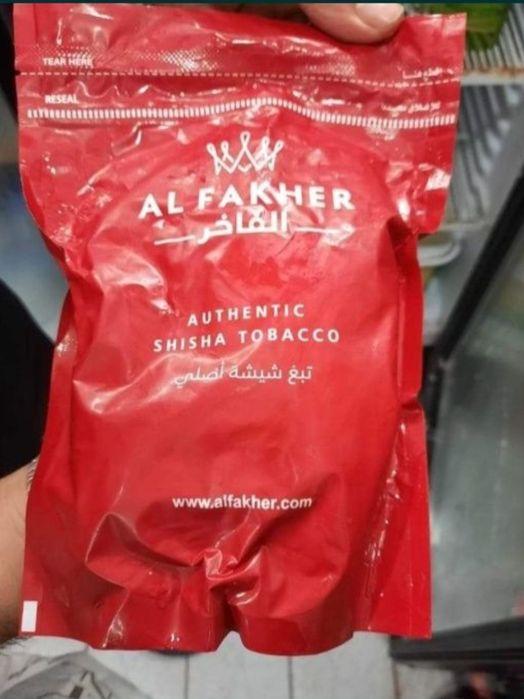 TEAR HERE
RESEAL
AL FAKHER
الفاخر
AUTHENTIC
SHISHA TOBACCO
تبغ شيشة أصلي
www.alfakher.com